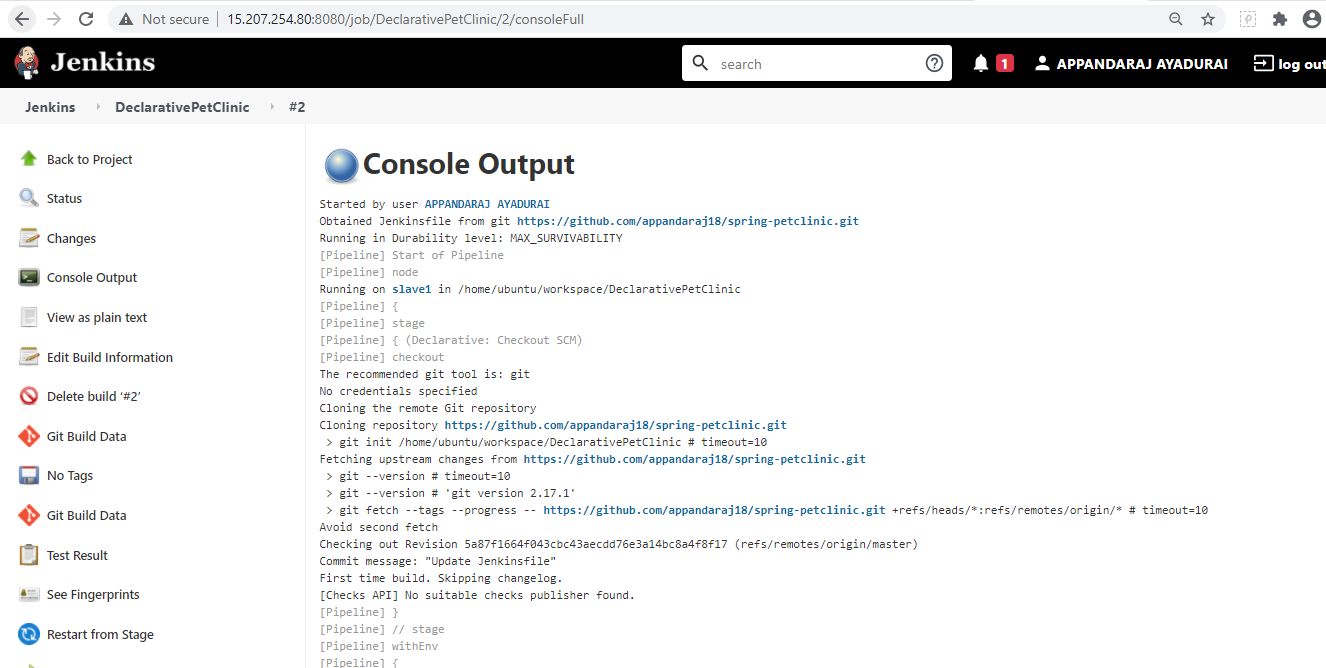 Not secure | 15.207.254.80:8080/job/DeclarativePetClinic/2/consoleFull
Jenkins
search
1
APPANDARAJ AYADURAI
log out
Jenkins
DeclarativePetClinic
#2
Back to Project
Status
Changes
Console Output
View as plain text
Edit Build Information
Delete build ‘#2’
Git Build Data
No Tags
Git Build Data
Test Result
See Fingerprints
Restart from Stage
Console Output
Started by user APPANDARAJ AYADURAI
Obtained Jenkinsfile from git https://github.com/appandaraj18/spring-petclinic.git
Running in Durability level: MAX_SURVIVABILITY
[Pipeline] Start of Pipeline
[Pipeline] node
Running on slave1 in /home/ubuntu/workspace/DeclarativePetClinic
[Pipeline] {
[Pipeline] stage
[Pipeline] { (Declarative: Checkout SCM)
[Pipeline] checkout
The recommended git tool is: git
No credentials specified
Cloning the remote Git repository
Cloning repository https://github.com/appandaraj18/spring-petclinic.git
> git init /home/ubuntu/workspace/DeclarativePetClinic # timeout=10
Fetching upstream changes from https://github.com/appandaraj18/spring-petclinic.git
> git --version # timeout=10
> git --version # 'git version 2.17.1'
> git fetch --tags --progress -- https://github.com/appandaraj18/spring-petclinic.git +refs/heads/*:refs/remotes/origin/* # timeout=10
Avoid second fetch
Checking out Revision 5a87f1664f043cbc43aecdd76e3a14bc8a4f8f17 (refs/remotes/origin/master)
Commit message: "Update Jenkinsfile"
First time build. Skipping changelog.
[Checks API] No suitable checks publisher found.
[Pipeline] }
[Pipeline] // stage
[Pipeline] withEnv
[Pipeline] {